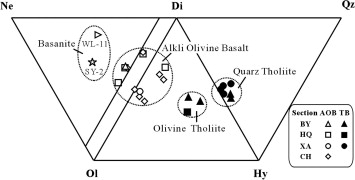 Ne Di Qz
Basanite
WL-11
SY-2
Alkli Olivine Basalt
Quarz Tholiite
Olivine Tholiite
Section AOB TB
BY
HQ
XA
CH
Ol Hy